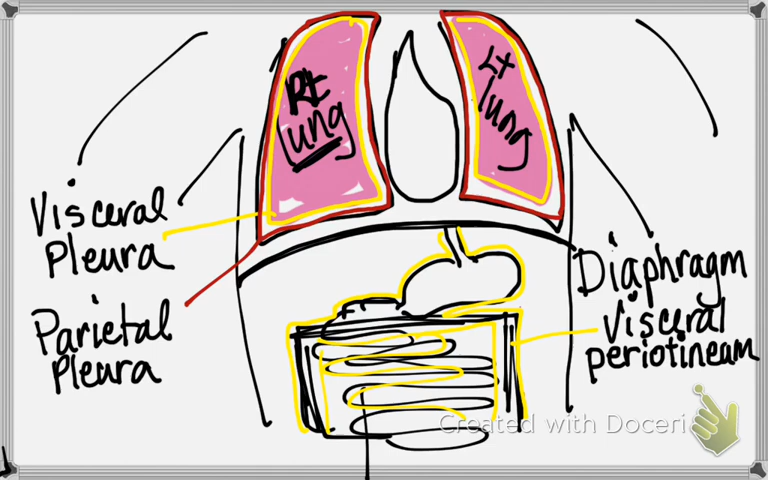 Rt
Lung
Lt
lung
Visceral
Pleura
Parietal
Pleura
Diaphragm
Visceral
periotineam
Created with Doceri